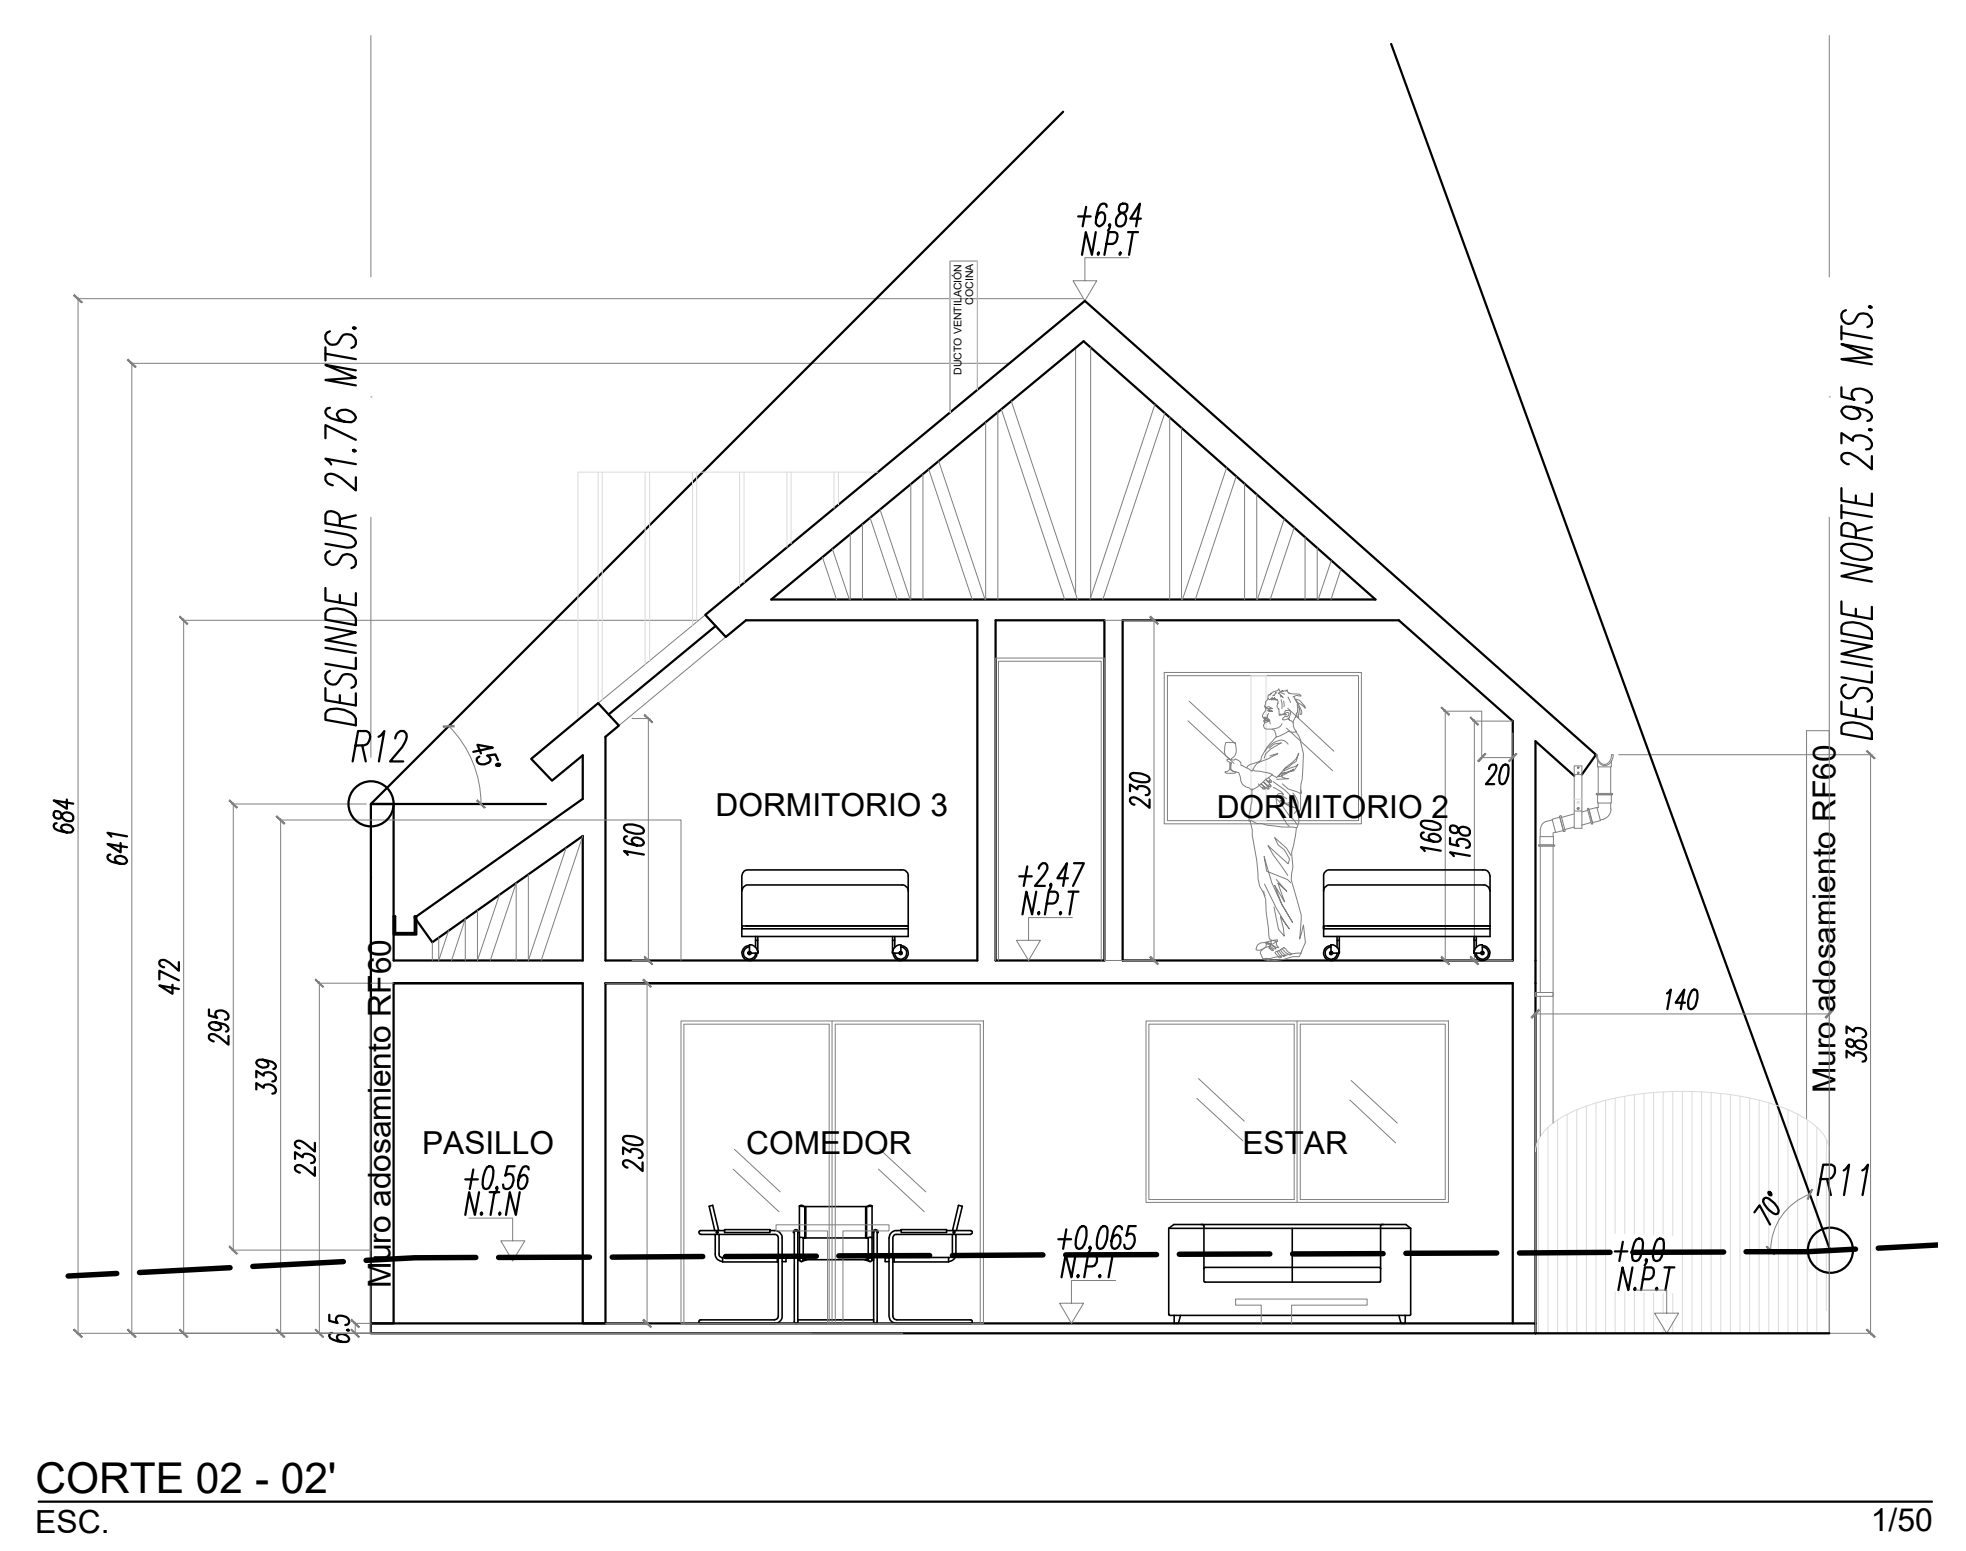 +6,84
N.P.T
DUCTO VENTILACIÓN
COCINA
DESLINDE SUR 21.76 MTS.
DESLINDE NORTE 23.95 MTS.
R12
45°
684
641
472
295
339
232
6.5
160
DORMITORIO 3
+2,47
N.P.T
230
DORMITORIO 2
160
158
20
Muro adosamiento RF60
Muro adosamiento RF60
140
383
PASILLO
+0,56
N.T.N
230
COMEDOR
ESTAR
+0,065
N.P.T
+0,0
N.P.T
70°
R11
CORTE 02 - 02'
ESC.
1/50